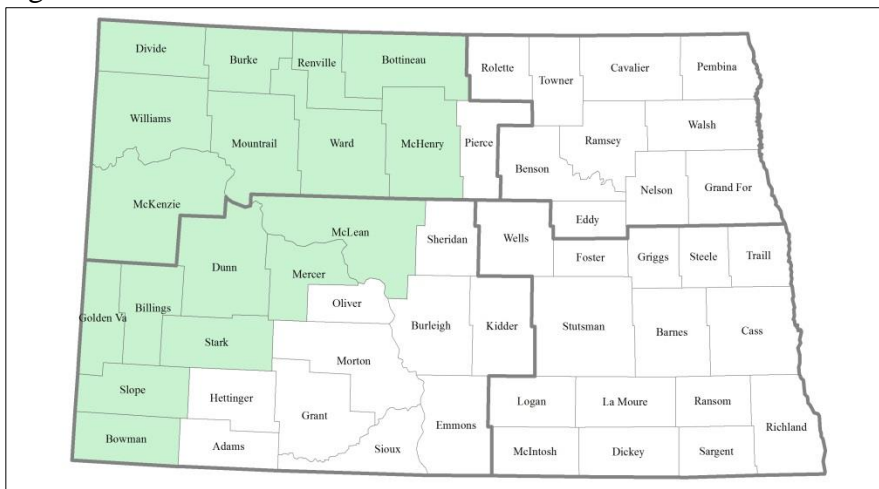 Divide
Burke
Renville
Bottineau
Rolette
Towner
Cavalier
Pembina
Williams
Mountrail
Ward
McHenry
Pierce
Benson
Ramsey
Walsh
Nelson
Grand For
McKenzie
Eddy
McLean
Sheridan
Wells
Foster
Griggs
Steele
Traill
Dunn
Mercer
Oliver
Golden Va
Billings
Burleigh
Kidder
Stutsman
Barnes
Cass
Stark
Morton
Slope
Hettinger
Grant
Emmons
Logan
La Moure
Ransom
Richland
Bowman
Adams
Sioux
McIntosh
Dickey
Sargent